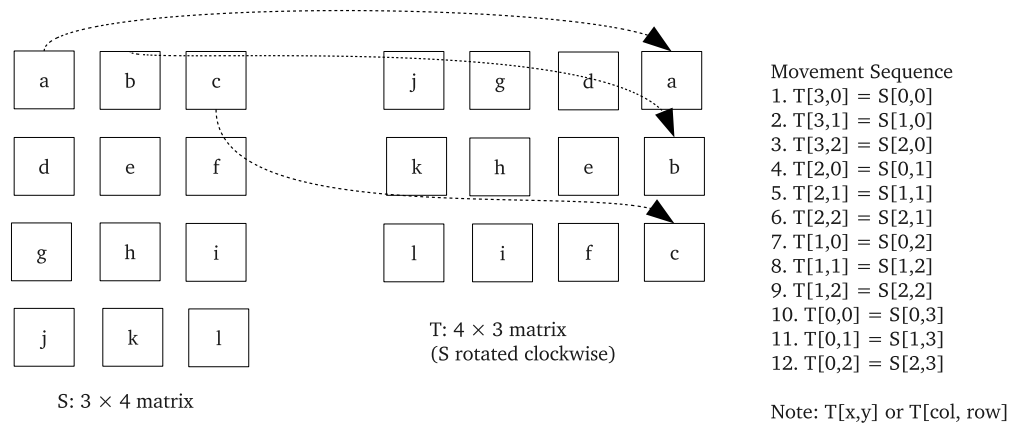 a b c
d e f
g h i
j k l
S: 3 × 4 matrix
j g d a
k h e b
l i f c
T: 4 × 3 matrix
(S rotated clockwise)
Movement Sequence
1. T[3,0] = S[0,0]
2. T[3,1] = S[1,0]
3. T[3,2] = S[2,0]
4. T[2,0] = S[0,1]
5. T[2,1] = S[1,1]
6. T[2,2] = S[2,1]
7. T[1,0] = S[0,2]
8. T[1,1] = S[1,2]
9. T[1,2] = S[2,2]
10. T[0,0] = S[0,3]
11. T[0,1] = S[1,3]
12. T[0,2] = S[2,3]
Note: T[x,y] or T[col, row]